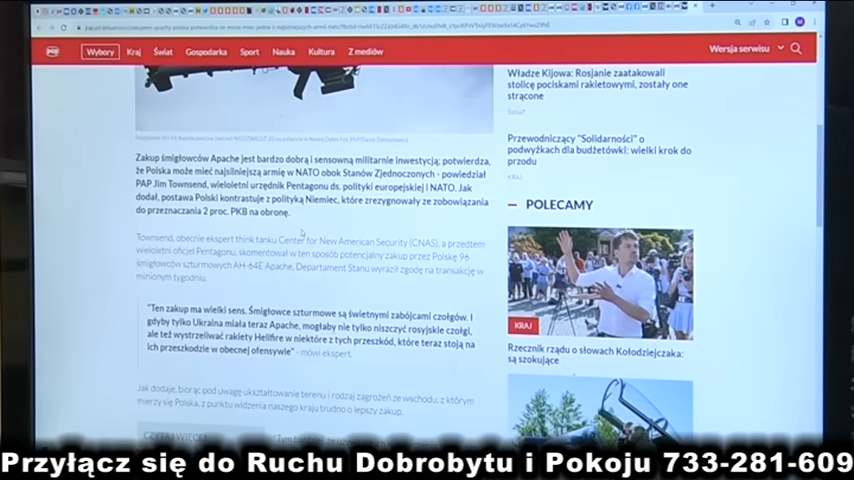 Wybory Kraj Świat Gospodarka Sport Nauka Kultura Z mediów Wersja serwisu
Zakup śmigłowców Apache jest bardzo dobrą i sensowną militarnie inwestycją; potwierdza,
że Polska może mieć najsilniejszą armię w NATO obok Stanów Zjednoczonych - powiedział
PAP Jim Townsend, wieloletni urzędnik Pentagonu ds. polityki europejskiej i NATO. Jak
dodał, postawa Polski kontrastuje z polityką Niemiec, które zrezygnowały ze zobowiązania
do przeznaczania 2 proc. PKB na obronę.
Townsend, obecnie ekspert think tanku Center for New American Security (CNAS), a przedtem
wieloletni oficjel Pentagonu, skomentował w ten sposób potencjalny zakup przez Polskę 96
śmigłowców szturmowych AH-64E Apache. Departament Stanu wyraził zgodę na transakcję w
minionym tygodniu.
"Ten zakup ma wielki sens. Śmigłowce szturmowe są świetnymi zabójcami czołgów. I
gdyby tylko Ukraina miała teraz Apache, mogłaby nie tylko niszczyć rosyjskie czołgi,
ale też wystrzeliwać rakiety Hellfire w niektóre z tych przeszkód, które teraz stoją na
ich przeszkodzie w obecnej ofensywie" - mówi ekspert.
Jak dodaje, biorąc pod uwagę ukształtowanie terenu i rodzaj zagrożeń ze wschodu, z którym
mierzy się Polska, z punktu widzenia naszego kraju trudno o lepszy zakup.
CZYTAJ WIĘCEJ
Władze Kijowa: Rosjanie zaatakowali
stolicę pociskami rakietowymi, zostały one
strącone
ŚWIAT
Przewodniczący "Solidarności" o
podwyżkach dla budżetówki: wielki krok do
przodu
KRAJ
POLECAMY
KRAJ
Rzecznik rządu o słowach Kołodziejczaka:
są szokujące
Przyłącz się do Ruchu Dobrobytu i Pokoju 733-281-609